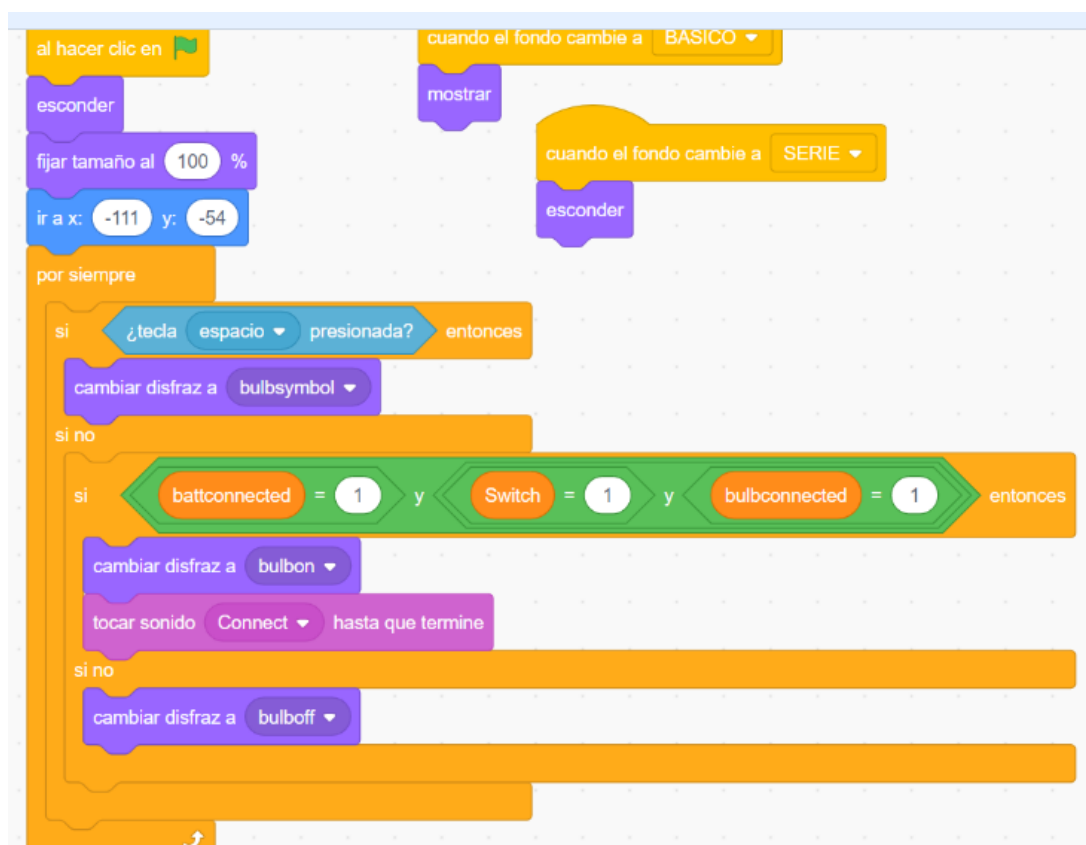 al hacer clic en
esconder
fijar tamaño al 100 %
ir a x: -111 y: -54
por siempre
si ¿tecla espacio presionada? entonces
cambiar disfraz a bulbsymbol
si no
si battconnected = 1 y Switch = 1 y bulbconnected = 1 entonces
cambiar disfraz a bulbon
tocar sonido Connect hasta que termine
si no
cambiar disfraz a bulboff
cuando el fondo cambie a BASICO
mostrar
cuando el fondo cambie a SERIE
esconder